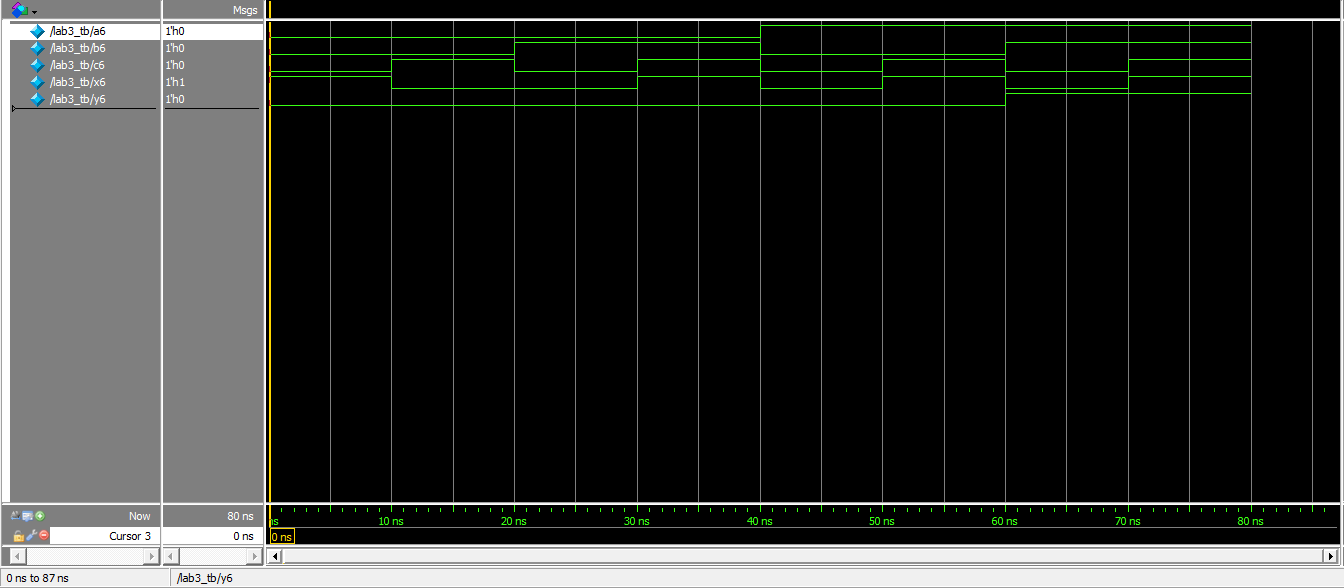 Msgs
/lab3_tb/a6 1'h0
/lab3_tb/b6 1'h0
/lab3_tb/c6 1'h0
/lab3_tb/x6 1'h1
/lab3_tb/y6 1'h0
Now 80 ns ns 10 ns 20 ns 30 ns 40 ns 50 ns 60 ns 70 ns 80 ns
Cursor 3 0 ns 0 ns
0 ns to 87 ns /lab3_tb/y6